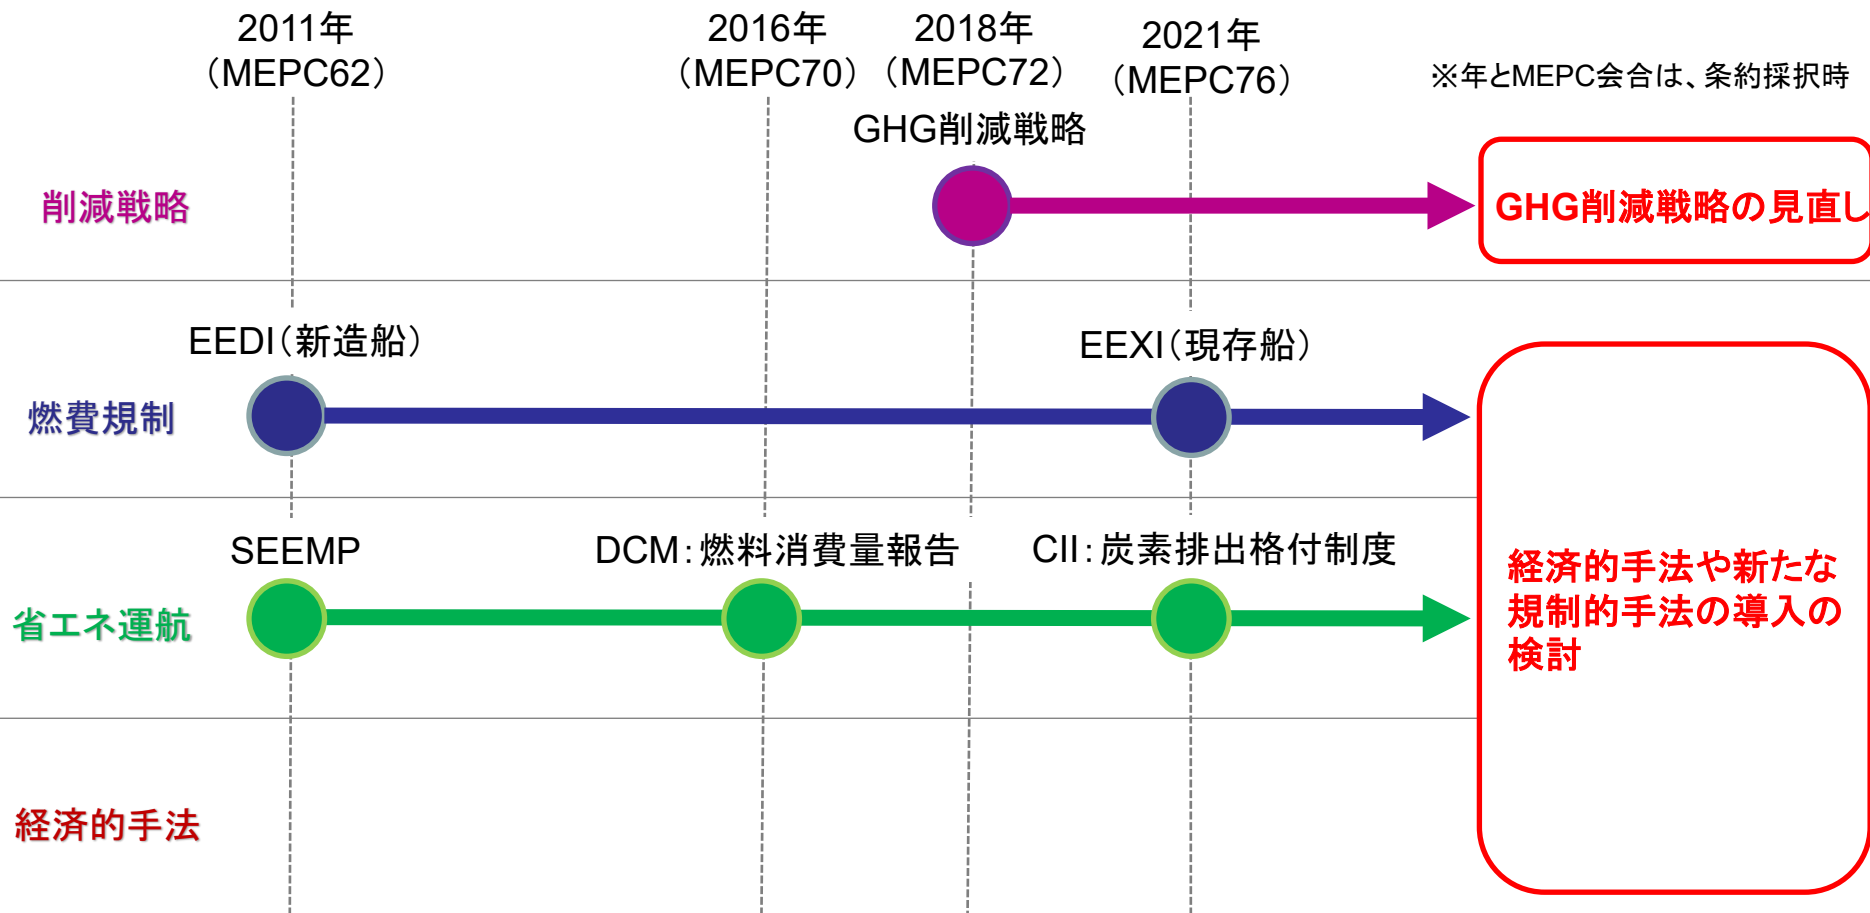 2011年
（MEPC62）
2016年
（MEPC70）
2018年
（MEPC72）
2021年
（MEPC76）
※年とMEPC会合は、条約採択時
GHG削減戦略
削減戦略
GHG削減戦略の見直し
EEDI（新造船）
EEXI（現存船）
燃費規制
SEEMP
DCM：燃料消費量報告
CII：炭素排出格付制度
省エネ運航
経済的手法や新たな
規制的手法の導入の
検討
経済的手法